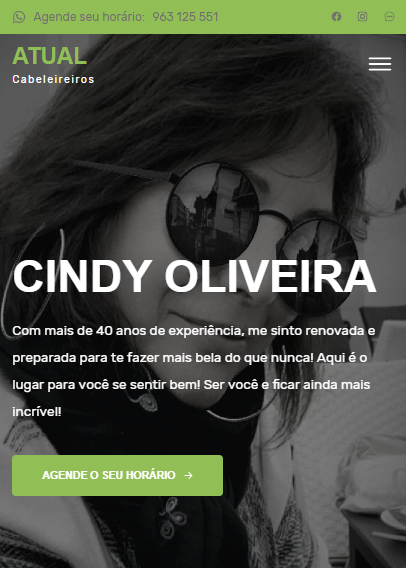 Agende seu horário: 963 125 551
ATUAL
Cabeleireiros
CINDY OLIVEIRA
Com mais de 40 anos de experiência, me sinto renovada e
preparada para te fazer mais bela do que nunca! Aqui é o
lugar para você se sentir bem! Ser você e ficar ainda mais
incrível!
AGENDE O SEU HORÁRIO →